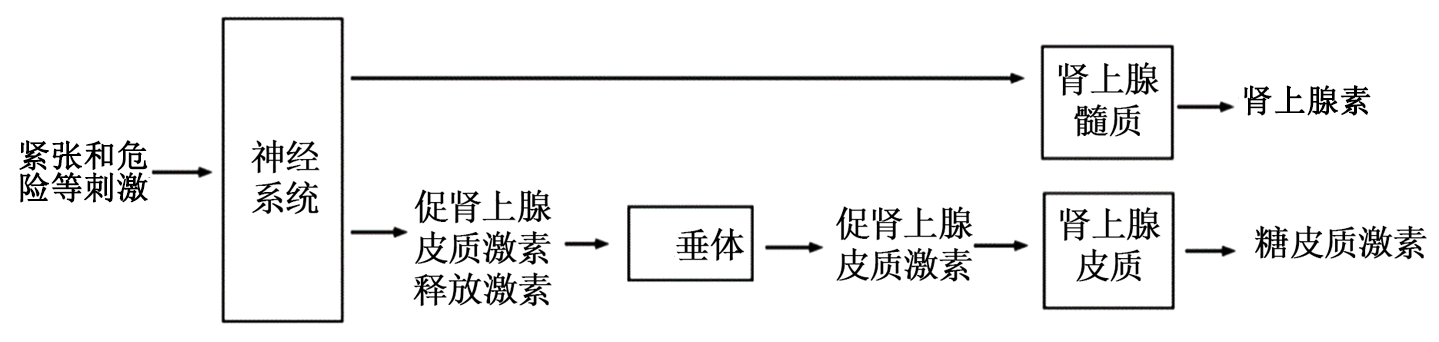 紧张和危
险等刺激
神经
系统
肾上腺
髓质
肾上腺素
促肾上腺
皮质激素
释放激素
垂体
促肾上腺
皮质激素
肾上腺
皮质
糖皮质激素